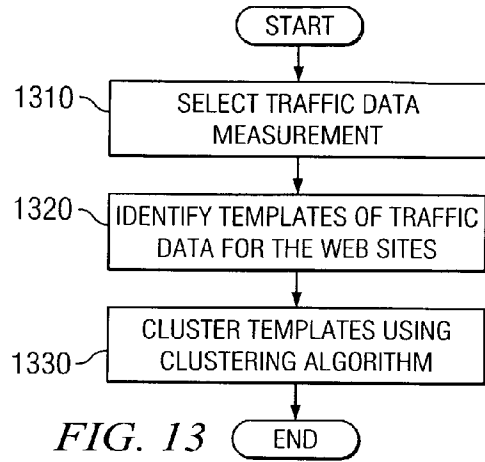 START
1310
SELECT TRAFFIC DATA
MEASUREMENT
1320
IDENTIFY TEMPLATES OF TRAFFIC
DATA FOR THE WEB SITES
1330
CLUSTER TEMPLATES USING
CLUSTERING ALGORITHM
FIG. 13
END